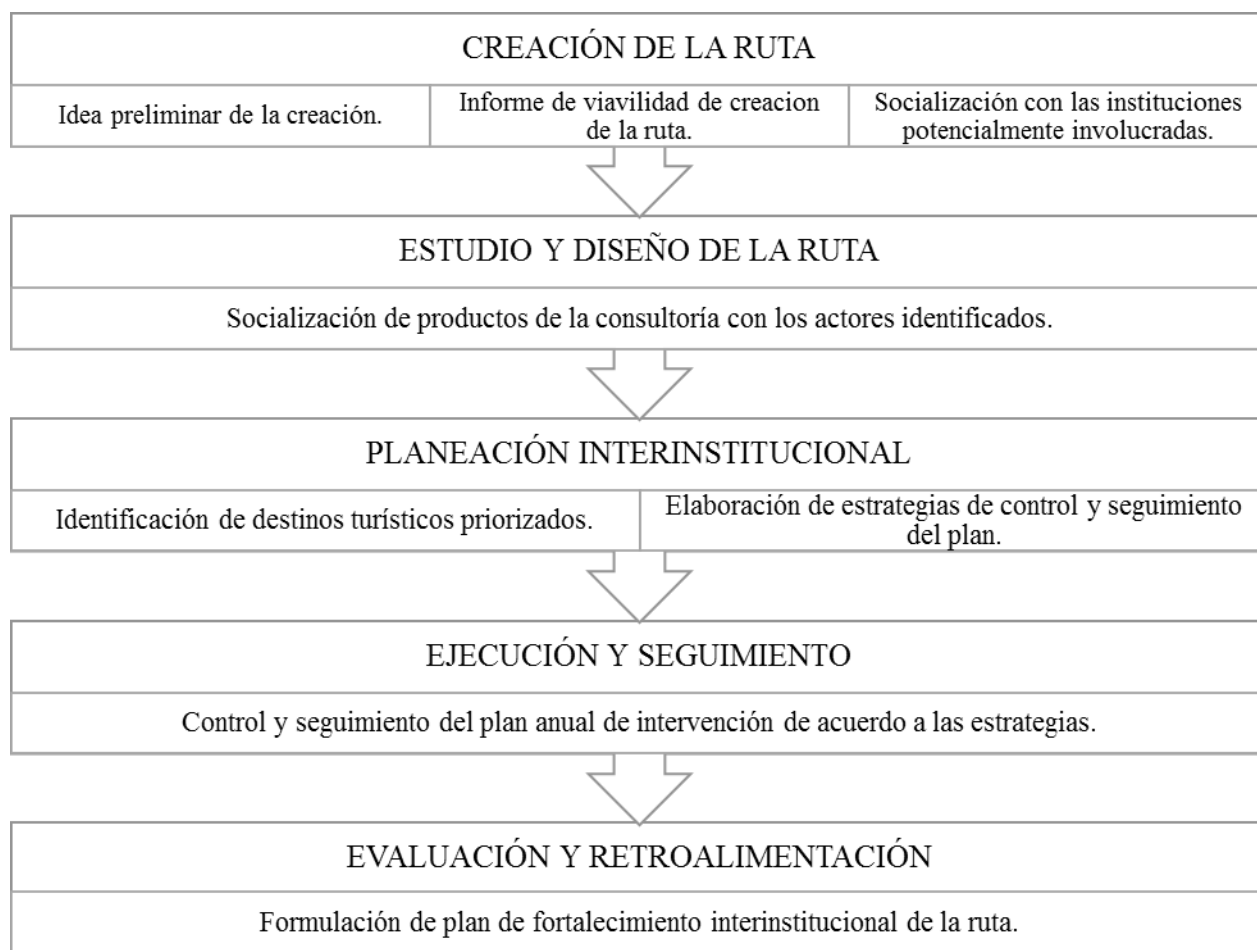 CREACIÓN DE LA RUTA
Idea preliminar de la creación.
Informe de viavilidad de creacion
de la ruta.
Socialización con las instituciones
potencialmente involucradas.
ESTUDIO Y DISEÑO DE LA RUTA
Socialización de productos de la consultoría con los actores identificados.
PLANEACIÓN INTERINSTITUCIONAL
Identificación de destinos turísticos priorizados.
Elaboración de estrategias de control y seguimiento
del plan.
EJECUCIÓN Y SEGUIMIENTO
Control y seguimiento del plan anual de intervención de acuerdo a las estrategias.
EVALUACIÓN Y RETROALIMENTACIÓN
Formulación de plan de fortalecimiento interinstitucional de la ruta.